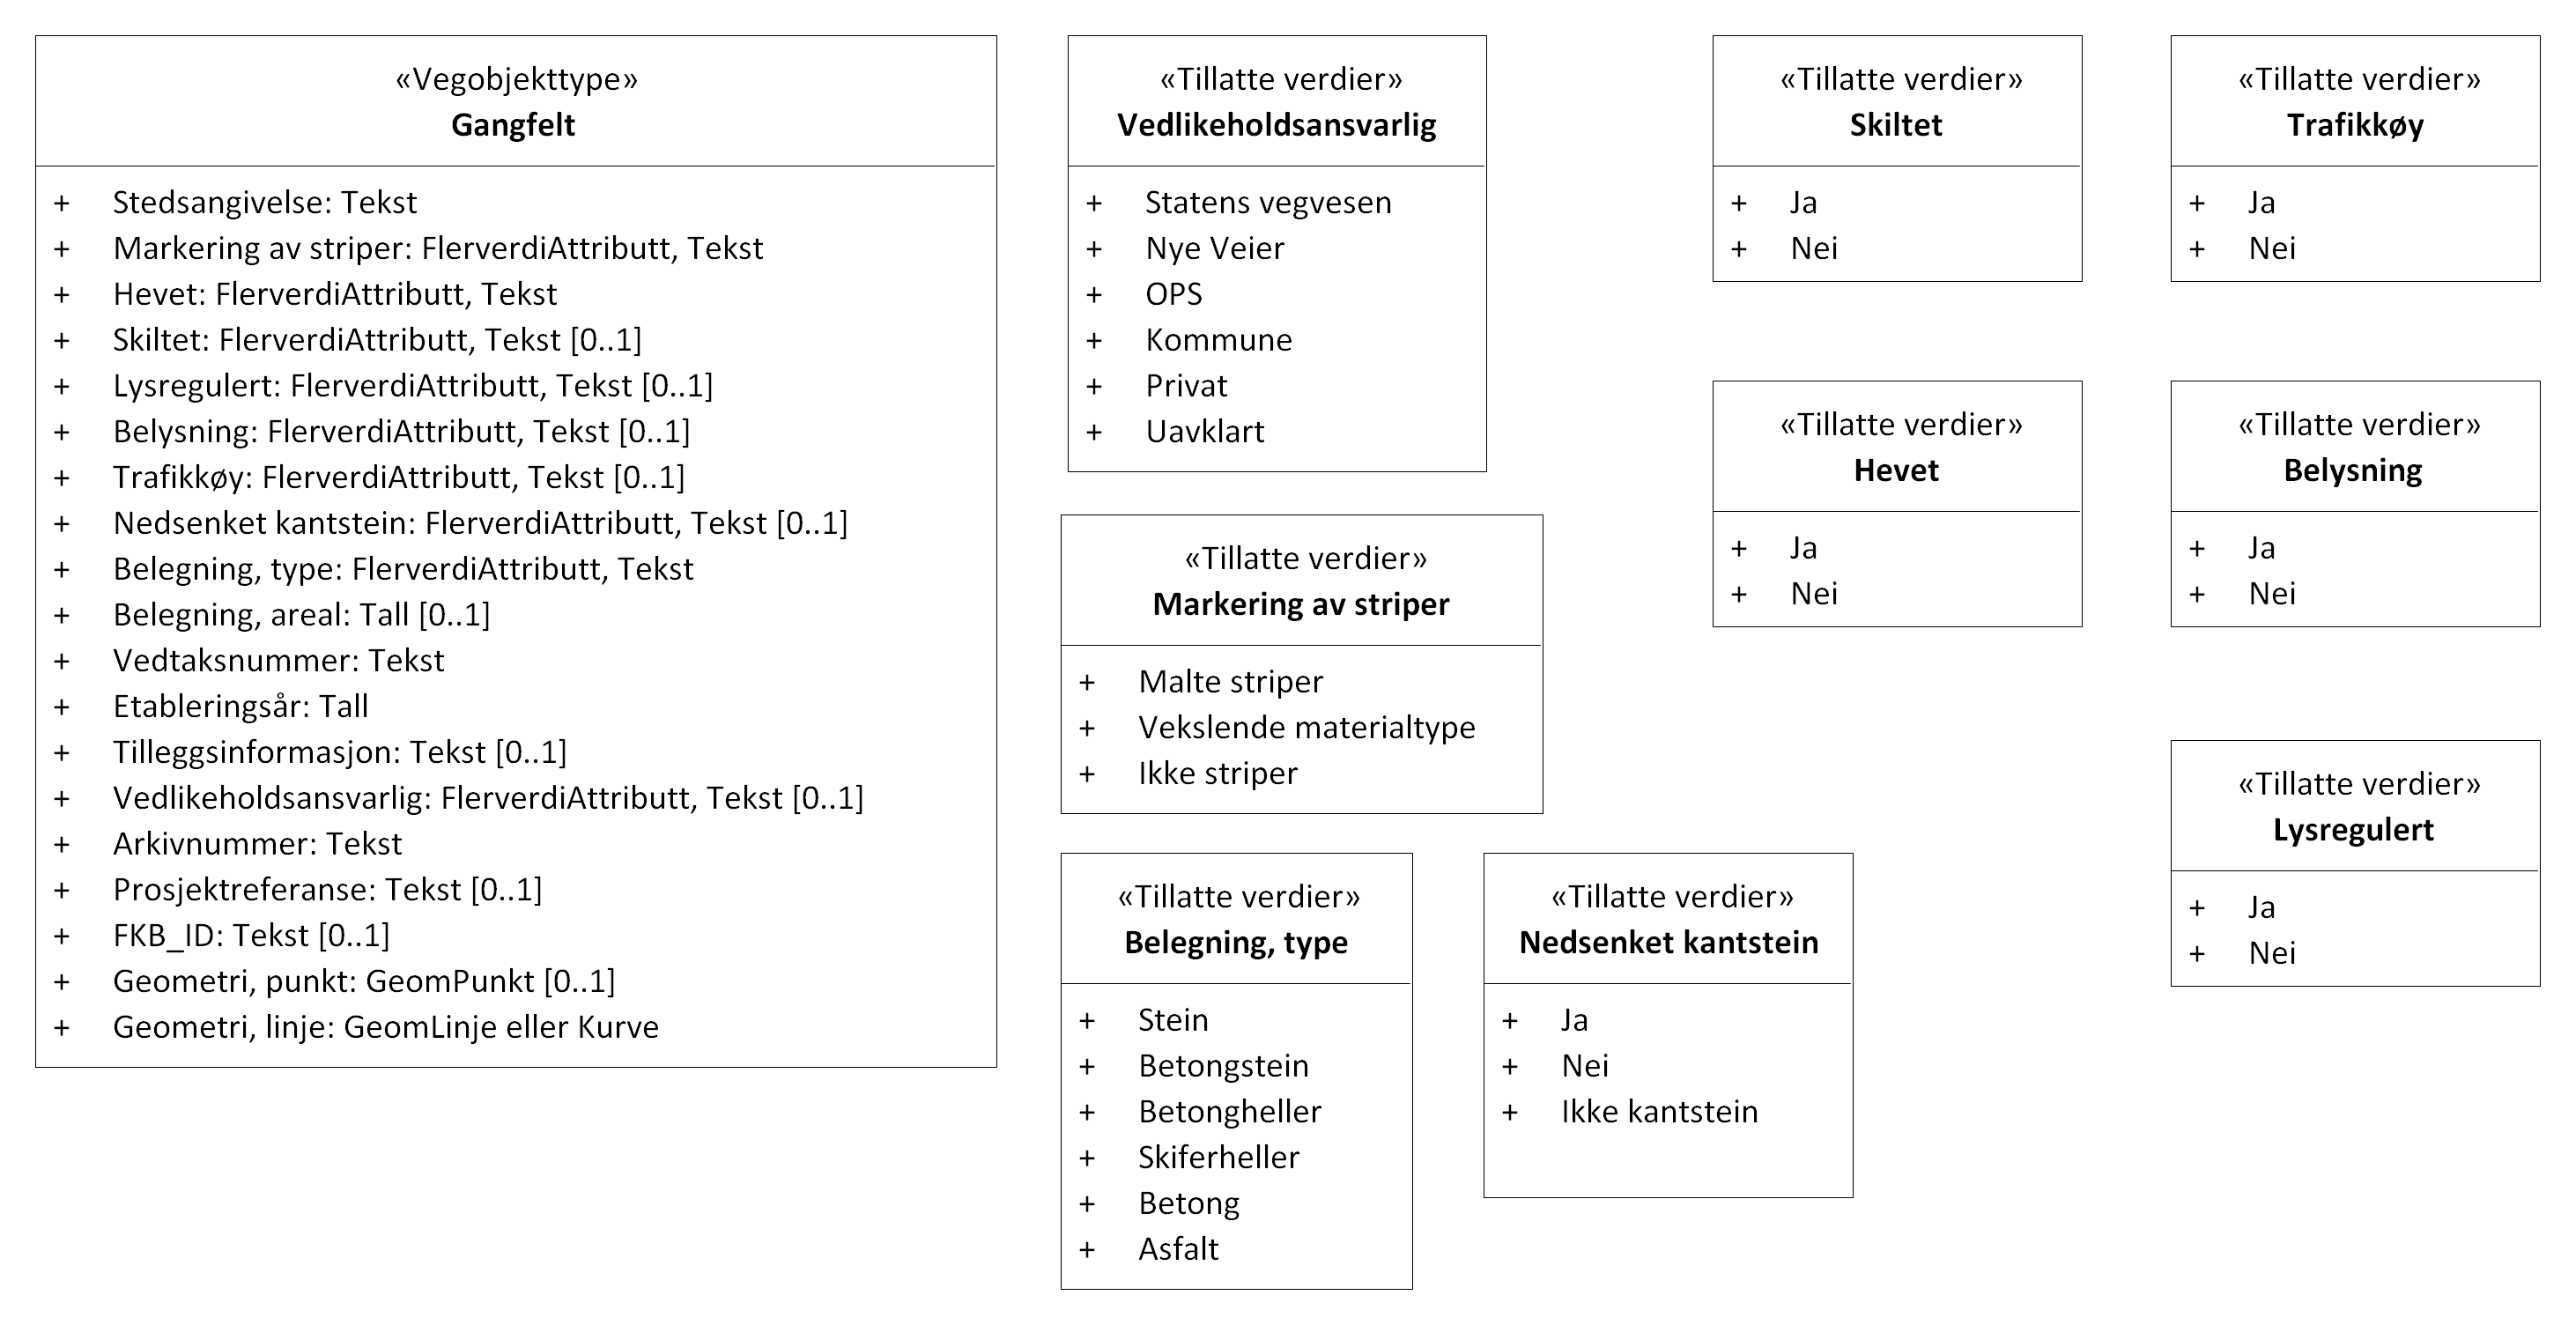 «Vegobjekttype»
Gangfelt
+ Stedsangivelse: Tekst
+ Markering av striper: FlerverdiAttributt, Tekst
+ Hevet: FlerverdiAttributt, Tekst
+ Skiltet: FlerverdiAttributt, Tekst [0..1]
+ Lysregulert: FlerverdiAttributt, Tekst [0..1]
+ Belysning: FlerverdiAttributt, Tekst [0..1]
+ Trafikkøy: FlerverdiAttributt, Tekst [0..1]
+ Nedsenket kantstein: FlerverdiAttributt, Tekst [0..1]
+ Belegning, type: FlerverdiAttributt, Tekst
+ Belegning, areal: Tall [0..1]
+ Vedtaksnummer: Tekst
+ Etableringsår: Tall
+ Tilleggsinformasjon: Tekst [0..1]
+ Vedlikeholdsansvarlig: FlerverdiAttributt, Tekst [0..1]
+ Arkivnummer: Tekst
+ Prosjektreferanse: Tekst [0..1]
+ FKB_ID: Tekst [0..1]
+ Geometri, punkt: GeomPunkt [0..1]
+ Geometri, linje: GeomLinje eller Kurve
«Tillatte verdier»
Vedlikeholdsansvarlig
+ Statens vegvesen
+ Nye Veier
+ OPS
+ Kommune
+ Privat
+ Uavklart
«Tillatte verdier»
Markering av striper
+ Malte striper
+ Vekslende materialtype
+ Ikke striper
«Tillatte verdier»
Belegning, type
+ Stein
+ Betongstein
+ Betongheller
+ Skiferheller
+ Betong
+ Asfalt
«Tillatte verdier»
Nedsenket kantstein
+ Ja
+ Nei
+ Ikke kantstein
«Tillatte verdier»
Skiltet
+ Ja
+ Nei
«Tillatte verdier»
Hevet
+ Ja
+ Nei
«Tillatte verdier»
Trafikkøy
+ Ja
+ Nei
«Tillatte verdier»
Belysning
+ Ja
+ Nei
«Tillatte verdier»
Lysregulert
+ Ja
+ Nei